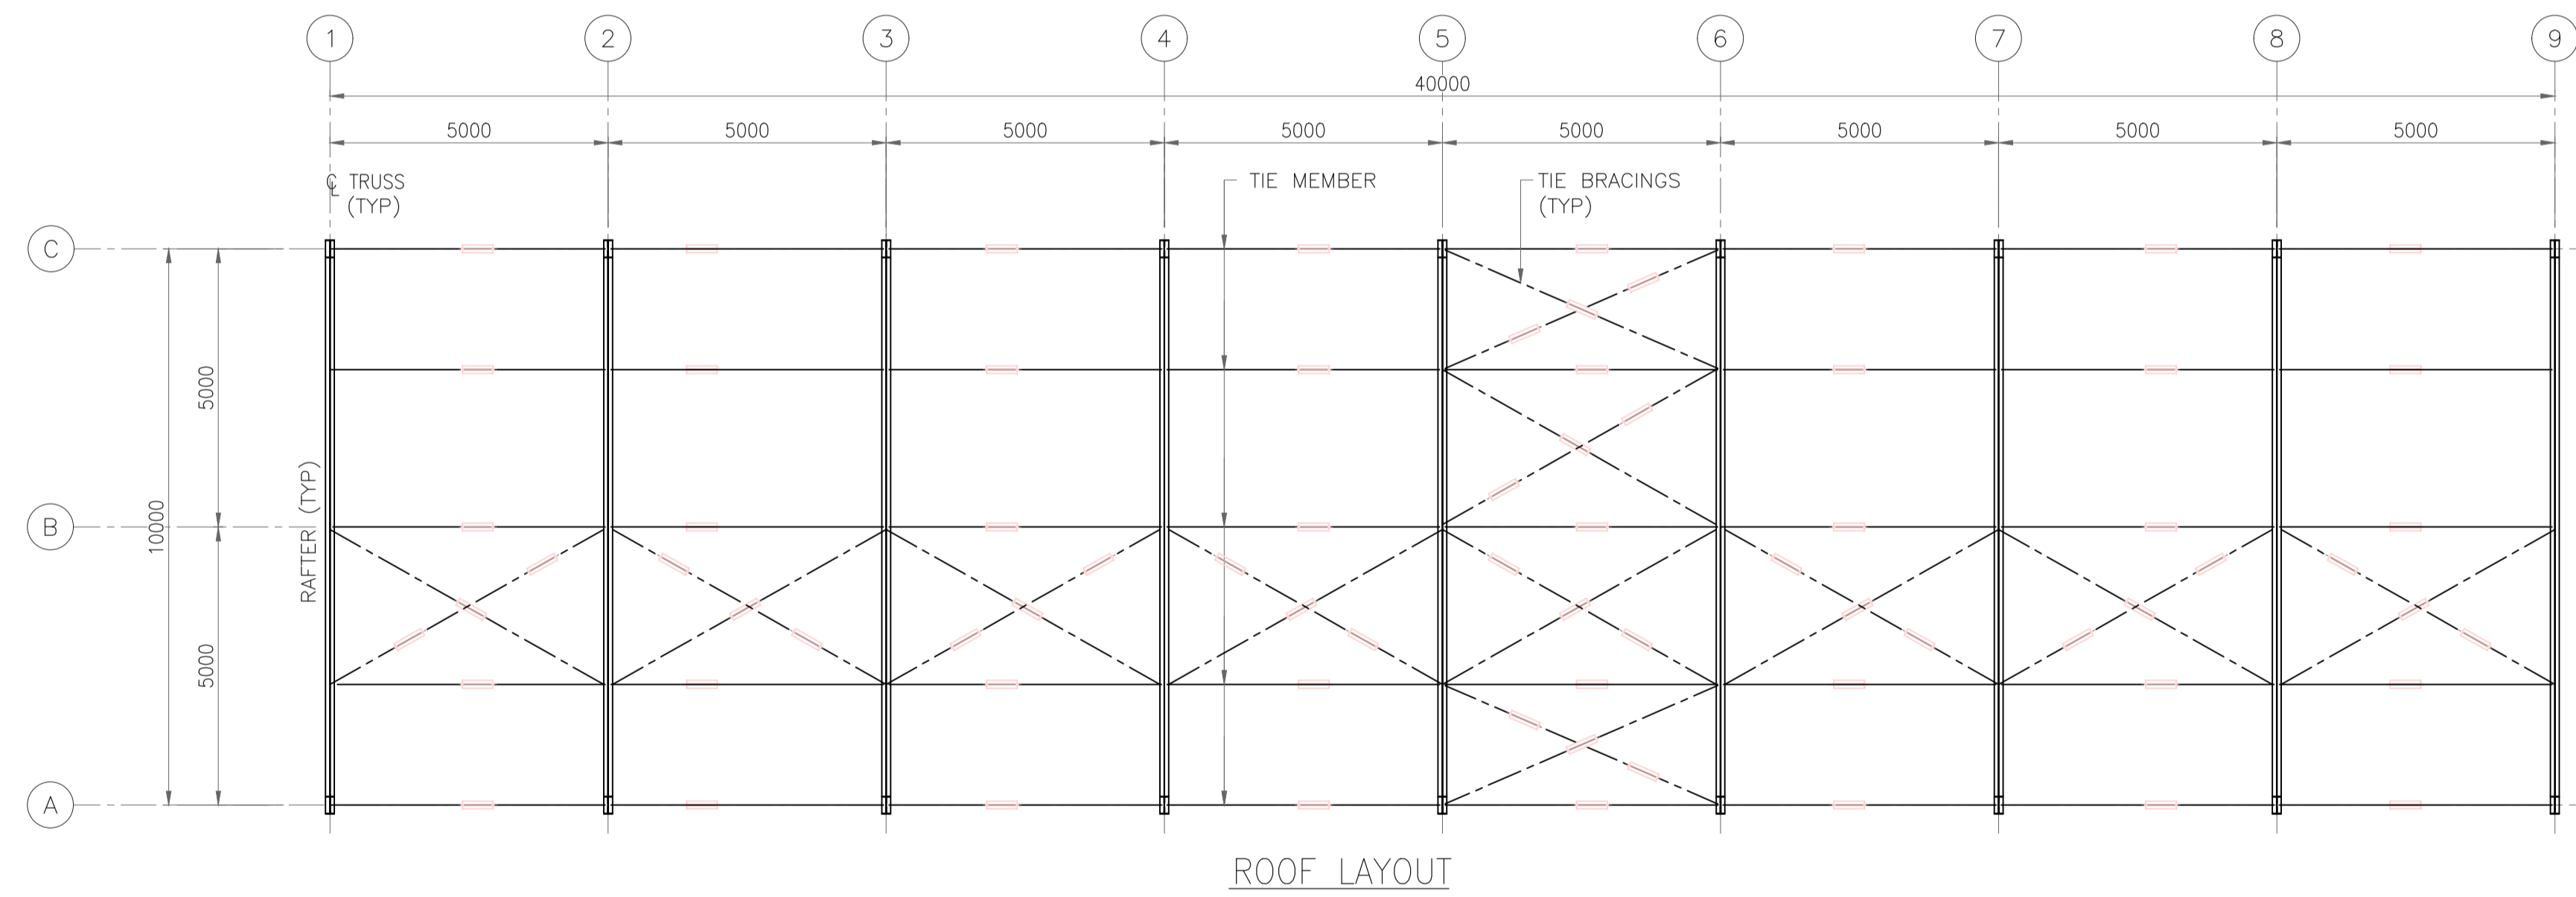 1 2 3 4 5 6 7 8 9
40000
5000 5000 5000 5000 5000 5000 5000 5000
℄ TRUSS
(TYP)
TIE MEMBER
TIE BRACINGS
(TYP)
C
5000
B
10000
RAFTER (TYP)
5000
A
ROOF LAYOUT